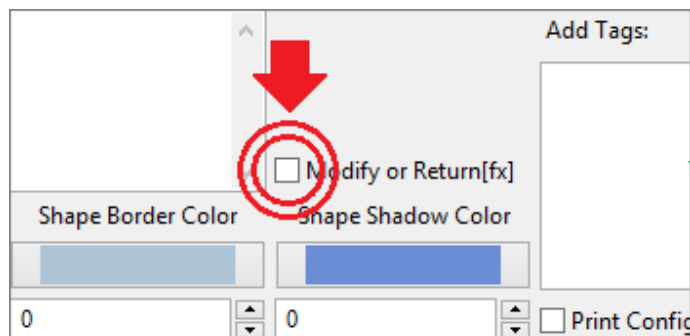 Add Tags:
Modify or Return[fx]
Shape Border Color
Shape Shadow Color
0
0
Print Config